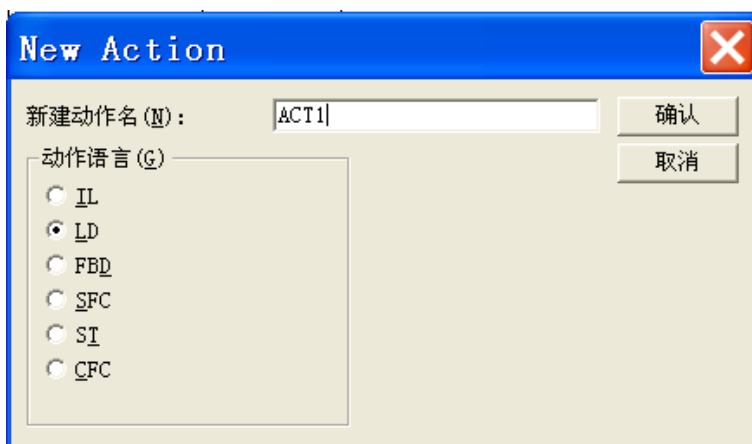 New Action
新建动作名(N):
ACT1
确认
动作语言(G)
取消
IL
LD
FBD
SFC
ST
CFC